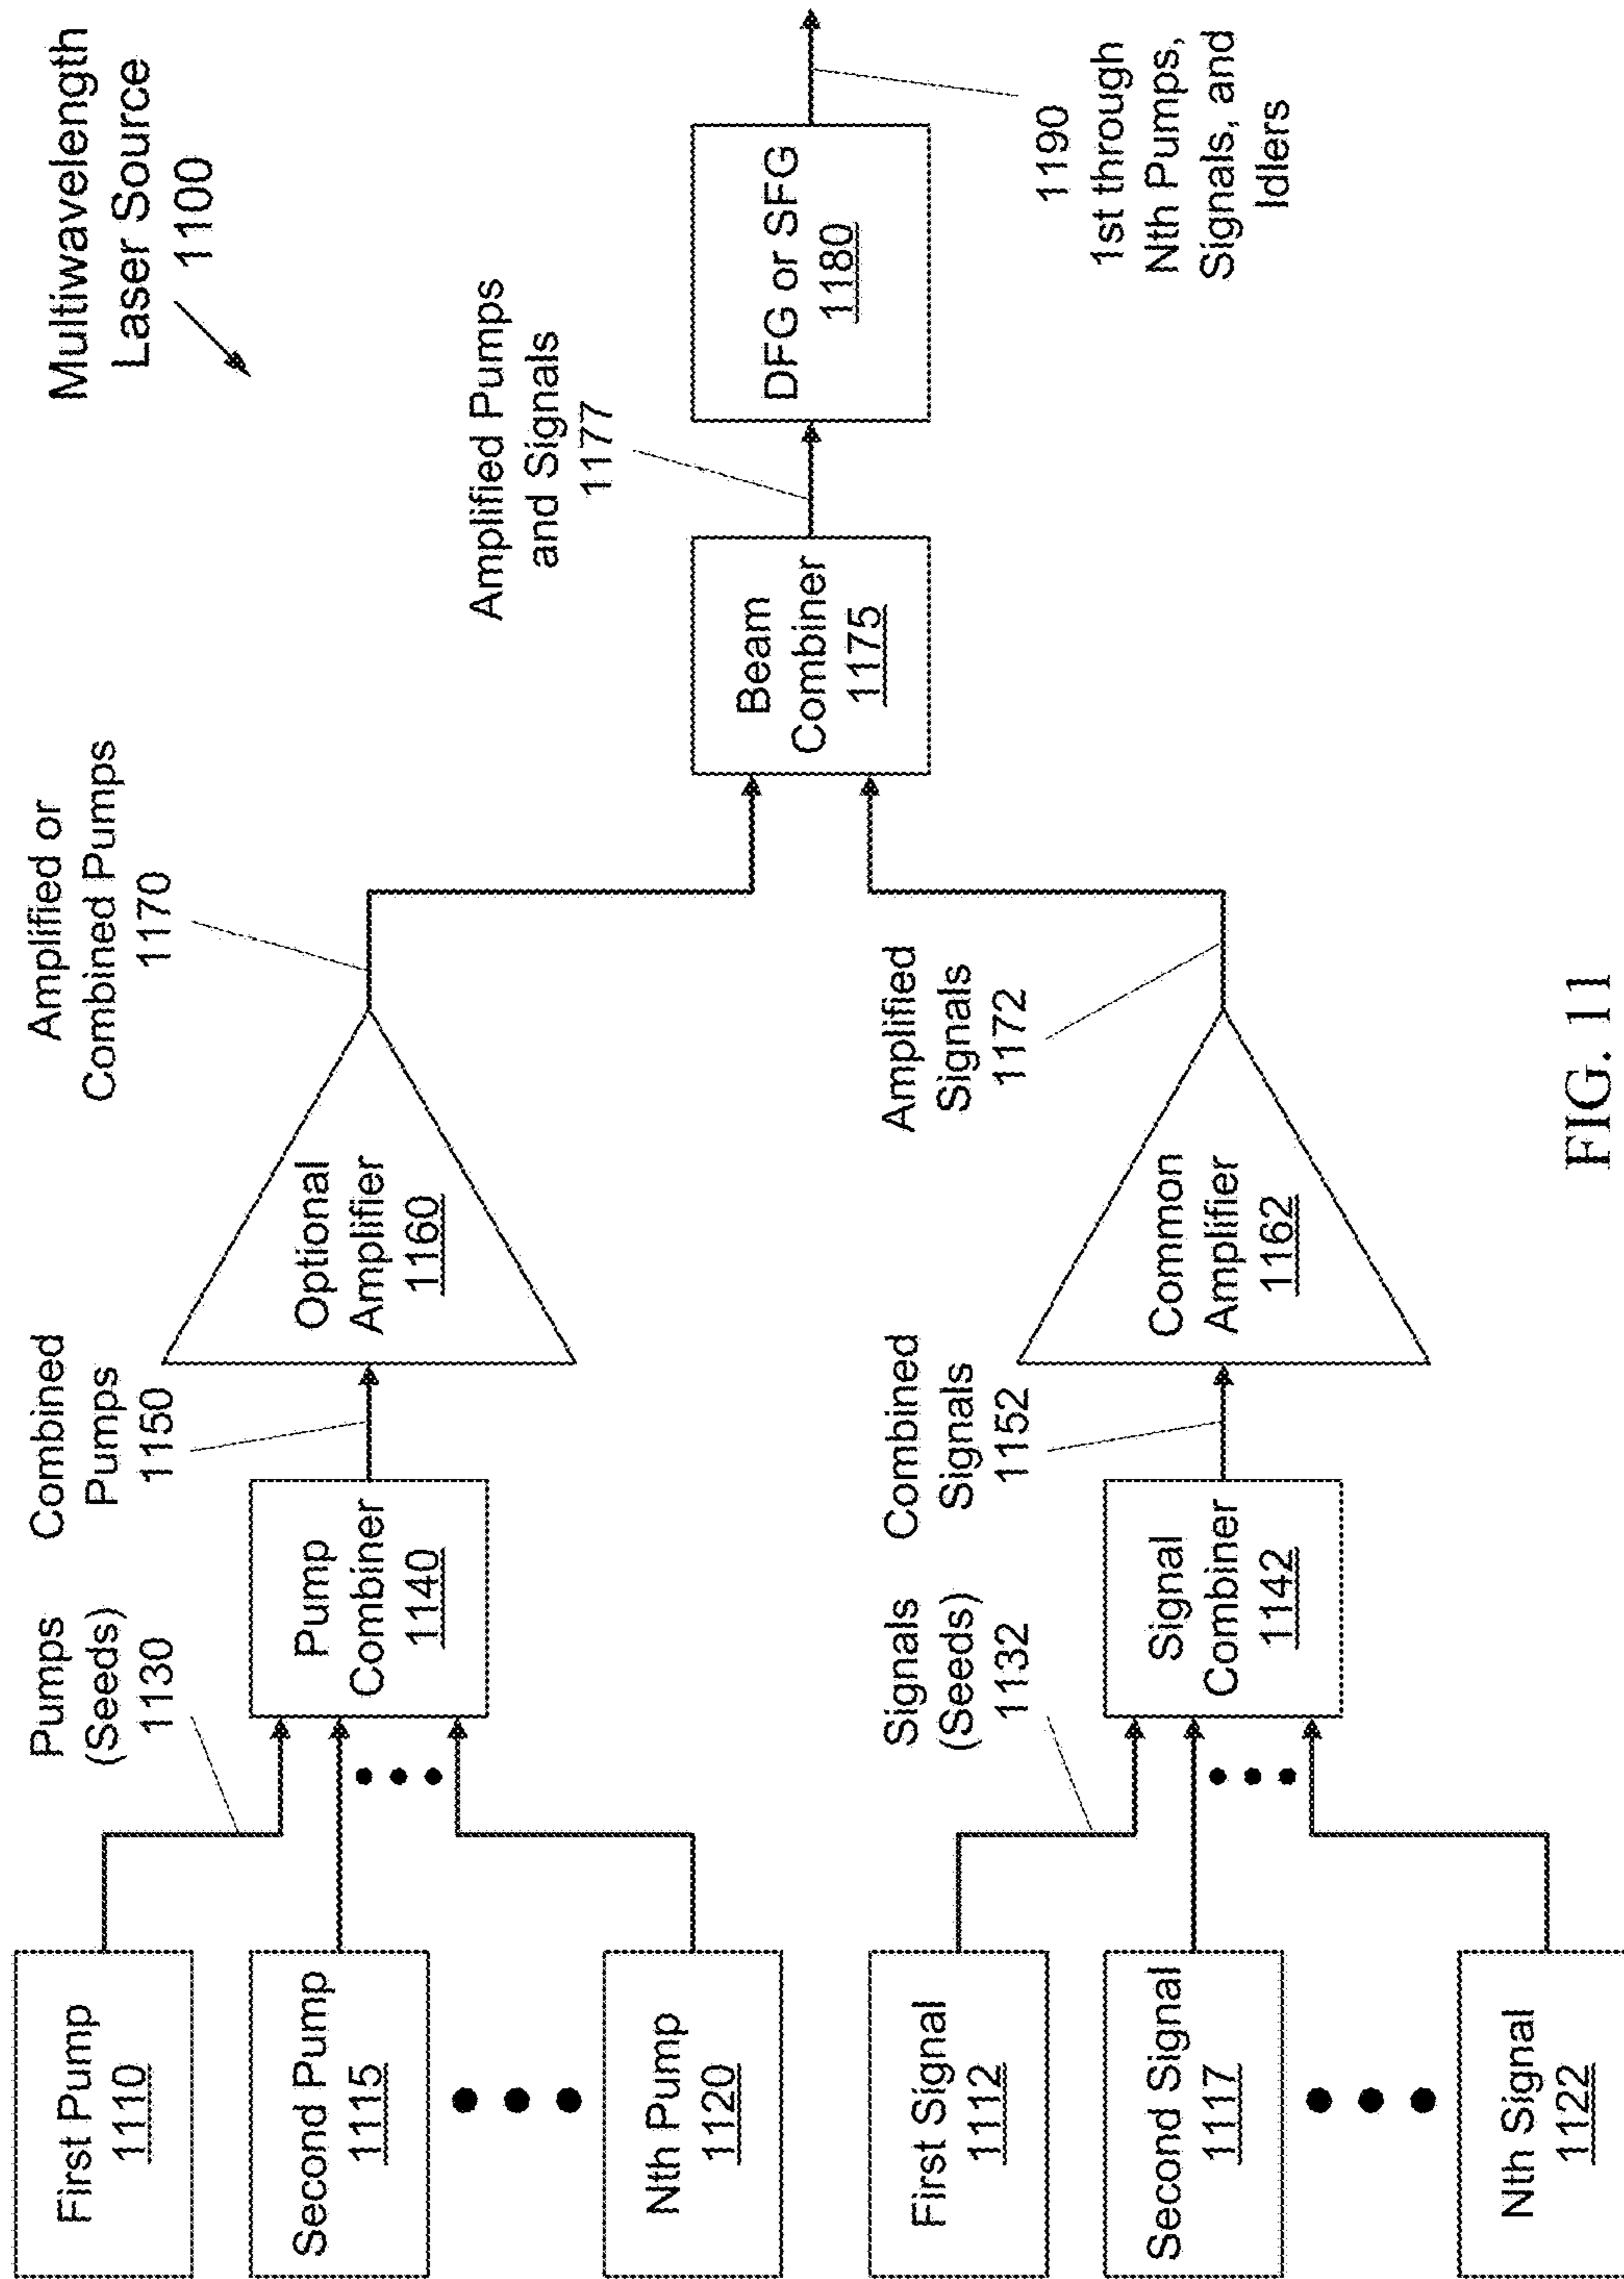 Multiwavelength
Laser Source
1100
First Pump
1110
Second Pump
1115
Nth Pump
1120
Pumps
(Seeds)
1130
Pump
Combiner
1140
Combined
Pumps
1150
Optional
Amplifier
1160
Amplified or
Combined Pumps
1170
First Signal
1112
Second Signal
1117
Nth Signal
1122
Signals
(Seeds)
1132
Signal
Combiner
1142
Combined
Signals
1152
Common
Amplifier
1162
Amplified
Signals
1172
Beam
Combiner
1175
Amplified Pumps
and Signals
1177
DFG or SFG
1180
1190
1st through
Nth Pumps,
Signals, and
Idlers
FIG. 11